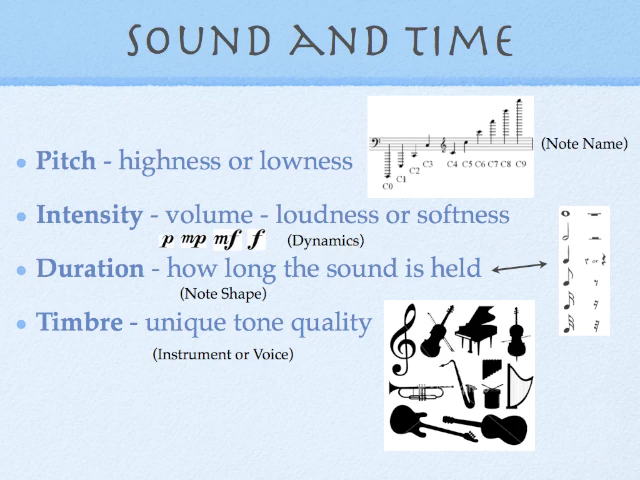 SOUND AND TIME
• Pitch - highness or lowness
(Note Name)
C0 C1 C2 C3 C4 C5 C6 C7 C8 C9
• Intensity - volume - loudness or softness
p mp mf f (Dynamics)
• Duration - how long the sound is held
(Note Shape)
or
• Timbre - unique tone quality
(Instrument or Voice)